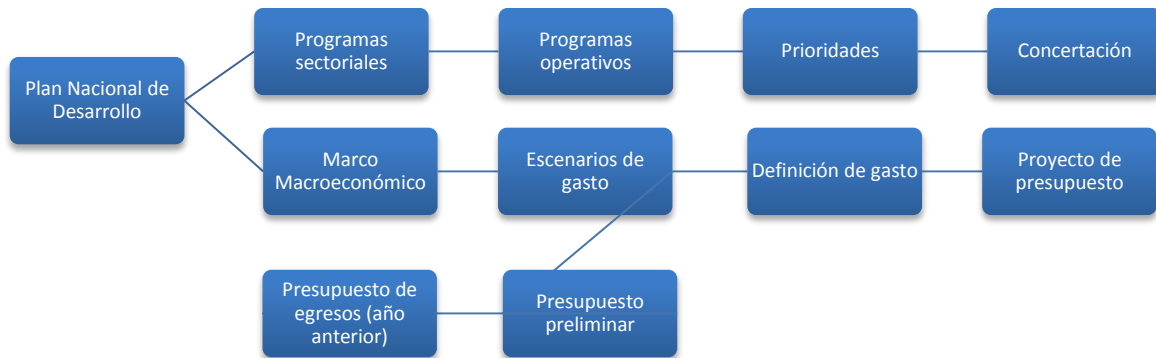 Plan Nacional de
Desarrollo
Programas
sectoriales
Programas
operativos
Prioridades
Concertación
Marco
Macroeconómico
Escenarios de
gasto
Definición de gasto
Proyecto de
presupuesto
Presupuesto de
egresos (año
anterior)
Presupuesto
preliminar